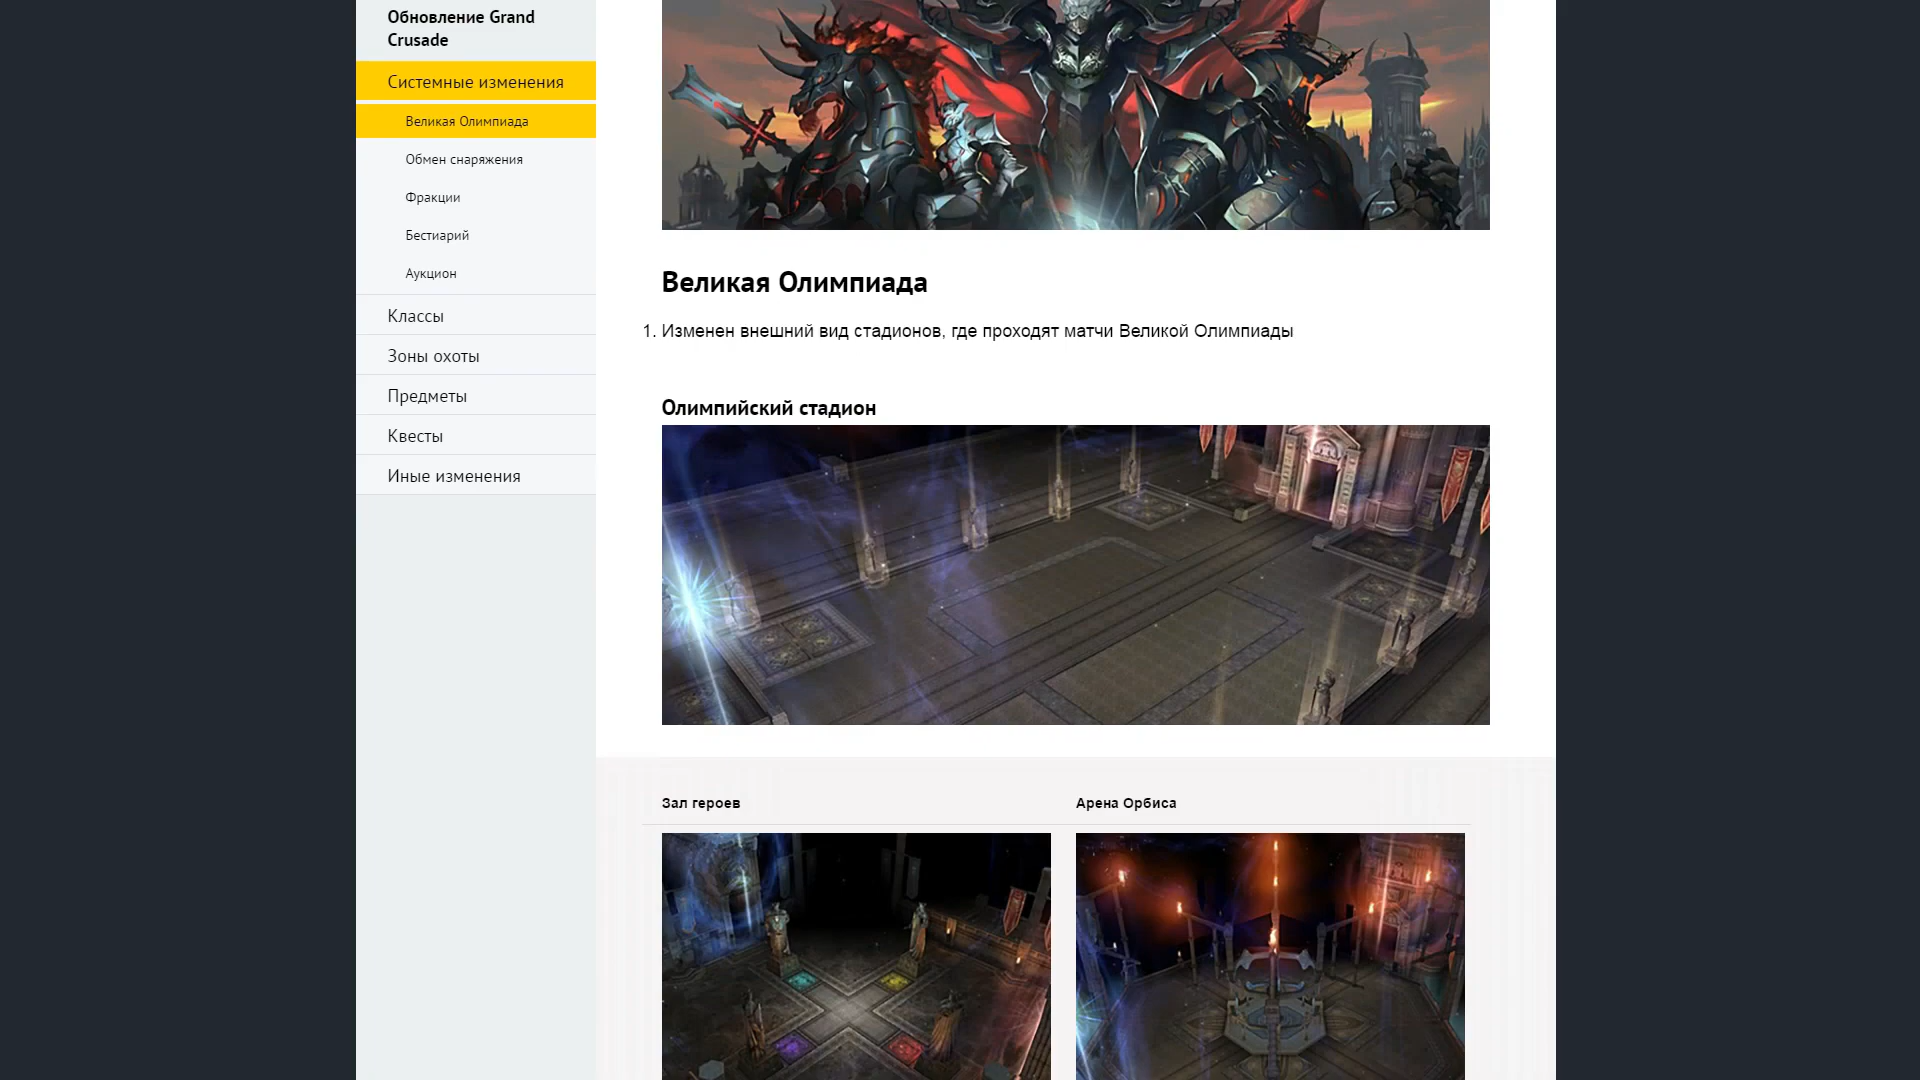 Обновление Grand
Crusade
Системные изменения
Великая Олимпиада
Обмен снаряжения
Фракции
Бестиарий
Аукцион
Классы
Зоны охоты
Предметы
Квесты
Иные изменения
Великая Олимпиада
1. Изменен внешний вид стадионов, где проходят матчи Великой Олимпиады
Олимпийский стадион
Зал героев
Арена Орбиса